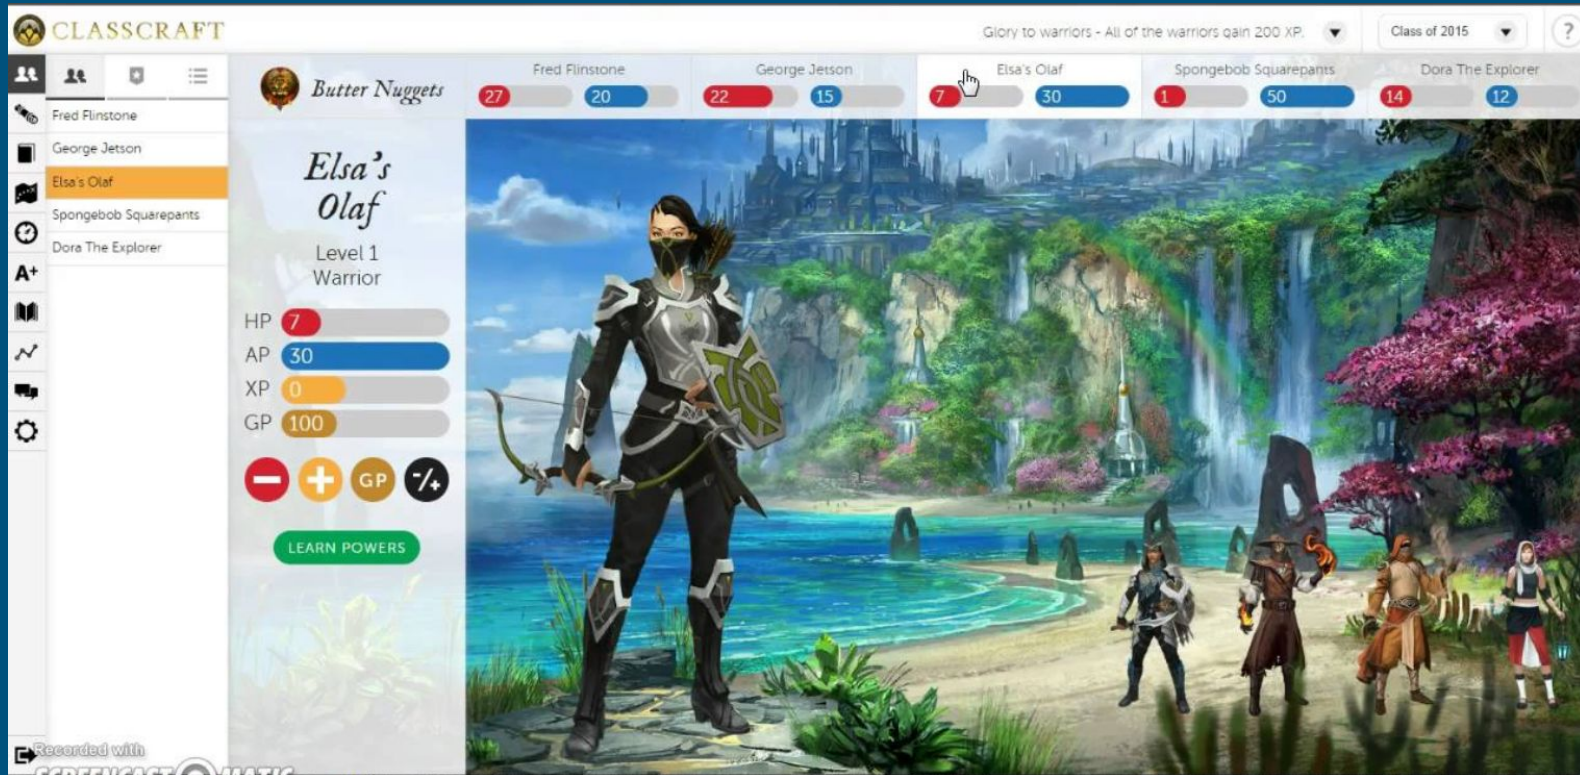 CLASSCRAFT
Glory to warriors - All of the warriors gain 200 XP.
Class of 2015
?
Butter Nuggets
Fred Flinstone
27 20
George Jetson
22 15
Elsa's Olaf
7 30
Spongebob Squarepants
1 50
Dora The Explorer
14 12
Fred Flinstone
George Jetson
Elsa's Olaf
Spongebob Squarepants
Dora The Explorer
A+
Elsa's
Olaf
Level 1
Warrior
HP 7
AP 30
XP 0
GP 100
GP -/+
LEARN POWERS
Recorded with
SCREENCAST-O-MATIC